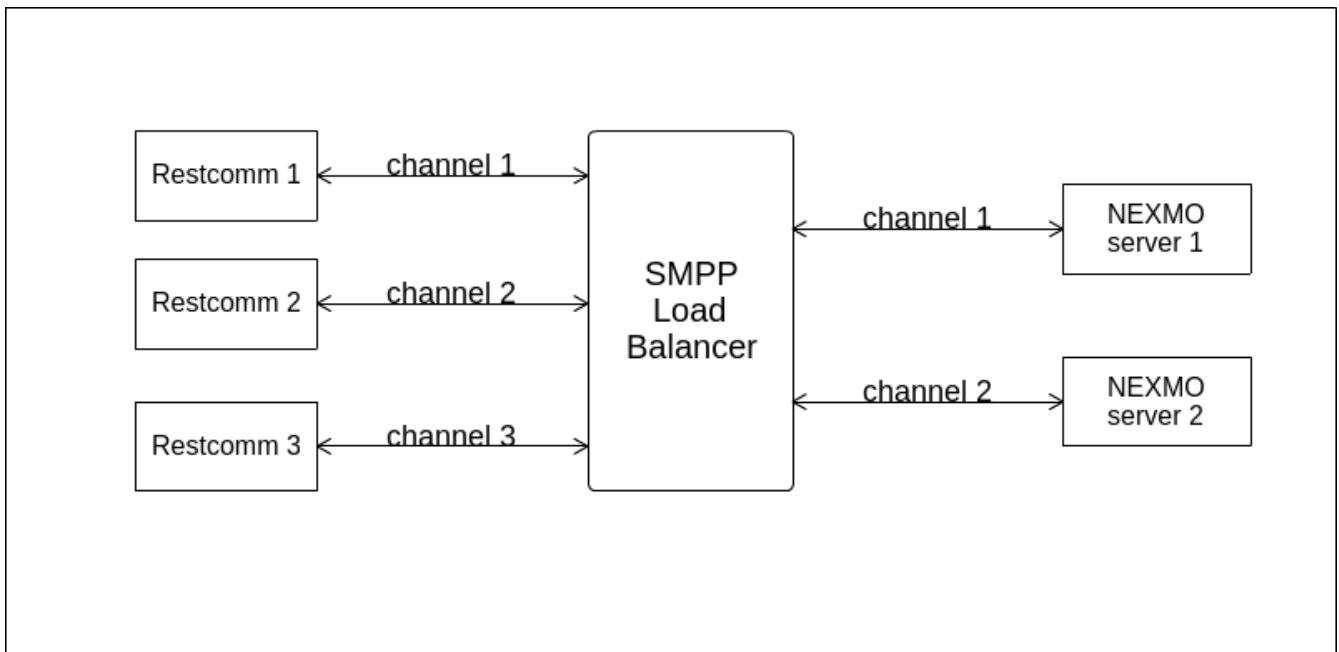 Restcomm 1
channel 1
Restcomm 2
channel 2
Restcomm 3
channel 3
SMPP
Load
Balancer
channel 1
NEXMO
server 1
channel 2
NEXMO
server 2